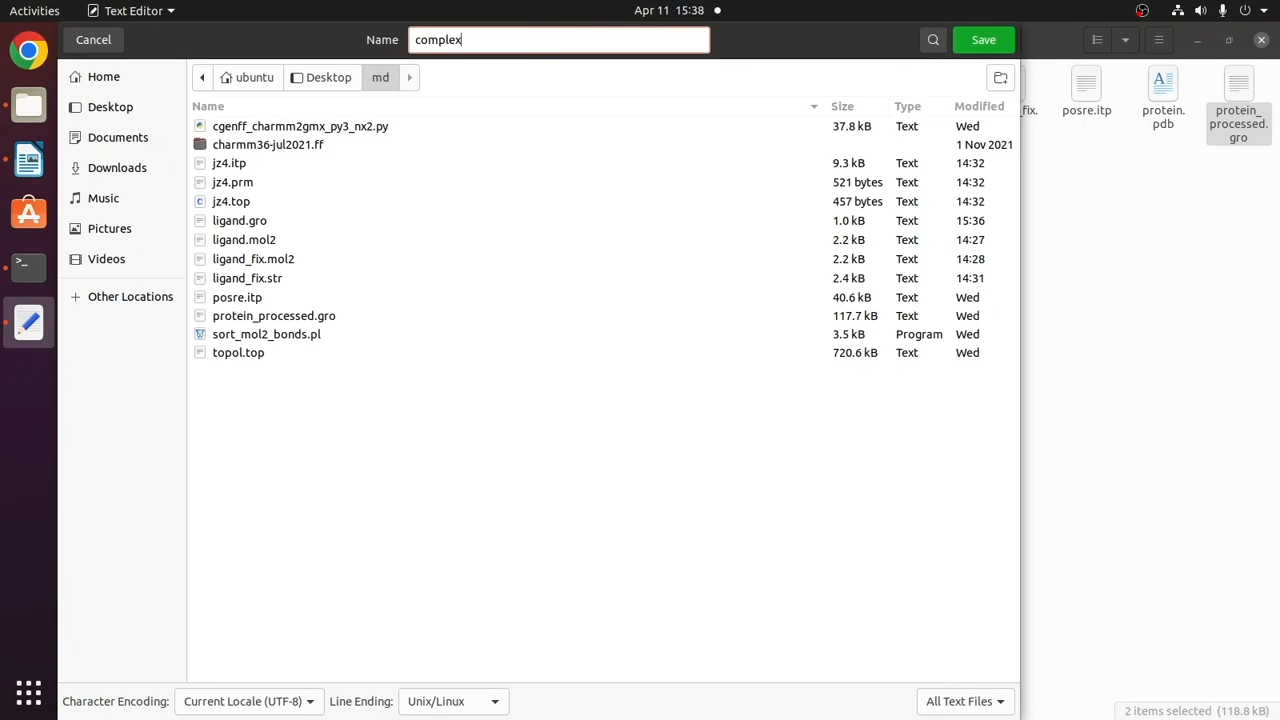 Activities Text Editor Apr 11 15:38
Cancel Name complex Save
ubuntu Desktop md
Home
Desktop
Documents
Downloads
Music
Pictures
Videos
Other Locations
Name Size Type Modified
cgenff_charmm2gmx_py3_nx2.py 37.8 kB Text Wed
charmm36-jul2021.ff 1 Nov 2021
jz4.itp 9.3 kB Text 14:32
jz4.prm 521 bytes Text 14:32
jz4.top 457 bytes Text 14:32
ligand.gro 1.0 kB Text 15:36
ligand.mol2 2.2 kB Text 14:27
ligand_fix.mol2 2.2 kB Text 14:28
ligand_fix.str 2.4 kB Text 14:31
posre.itp 40.6 kB Text Wed
protein_processed.gro 117.7 kB Text Wed
sort_mol2_bonds.pl 3.5 kB Program Wed
topol.top 720.6 kB Text Wed
_fix.
posre.itp
protein.
pdb
protein_
processed.
gro
Character Encoding: Current Locale (UTF-8) Line Ending: Unix/Linux All Text Files
2 items selected (118.8 kB)